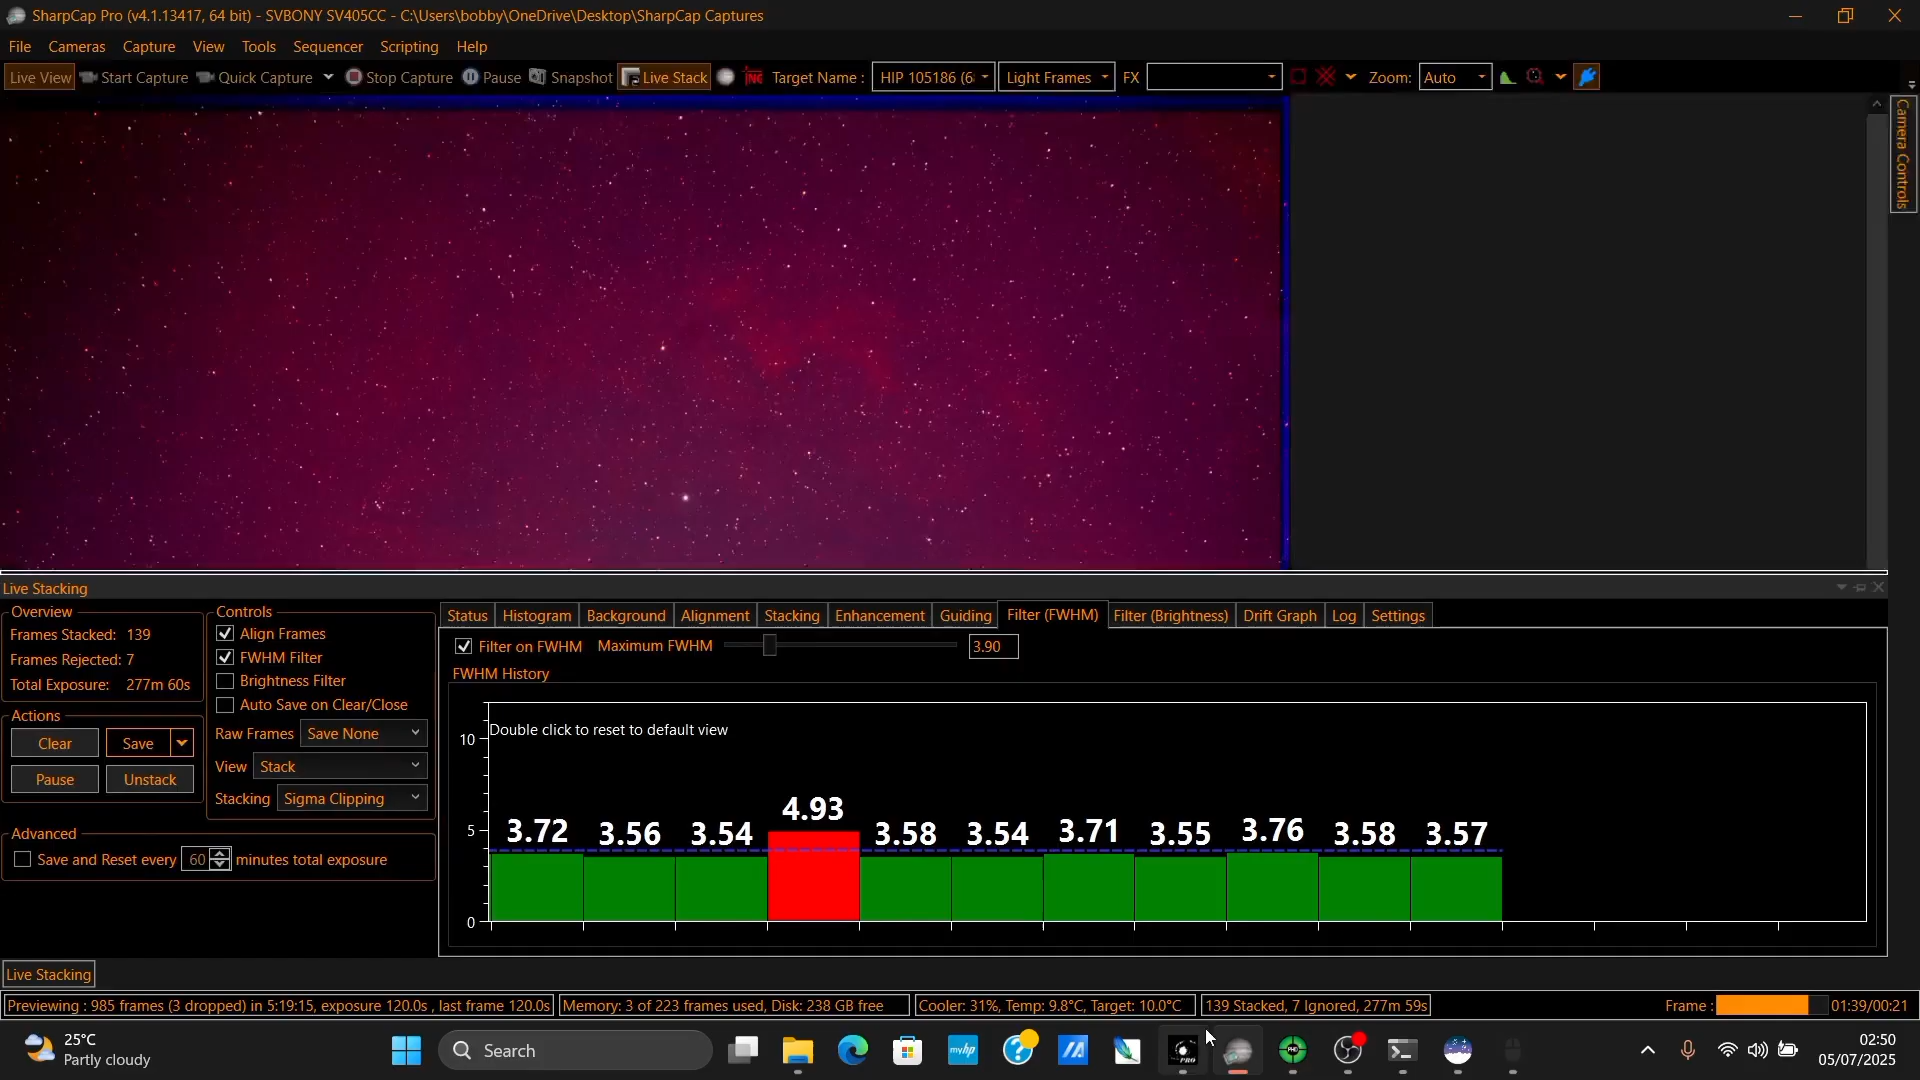 SharpCap Pro (v4.1.13417, 64 bit) - SVBONY SV405CC - C:\Users\bobby\OneDrive\Desktop\SharpCap Captures
File Cameras Capture View Tools Sequencer Scripting Help
Live View Start Capture Quick Capture Stop Capture Pause Snapshot Live Stack Target Name : HIP 105186 (6 Light Frames FX Zoom: Auto
Camera Controls
Live Stacking
Overview
Frames Stacked: 139
Frames Rejected: 7
Total Exposure: 277m 60s
Actions
Clear Save
Pause Unstack
Controls
Align Frames
FWHM Filter
Brightness Filter
Auto Save on Clear/Close
Raw Frames Save None
View Stack
Stacking Sigma Clipping
Advanced
Save and Reset every 60 minutes total exposure
Status Histogram Background Alignment Stacking Enhancement Guiding Filter (FWHM) Filter (Brightness) Drift Graph Log Settings
Filter on FWHM Maximum FWHM 3.90
FWHM History
Double click to reset to default view
10
5
0
3.72 3.56 3.54 4.93 3.58 3.54 3.71 3.55 3.76 3.58 3.57
Live Stacking
Previewing : 985 frames (3 dropped) in 5:19:15, exposure 120.0s , last frame 120.0s Memory: 3 of 223 frames used, Disk: 238 GB free Cooler: 31%, Temp: 9.8°C, Target: 10.0°C 139 Stacked, 7 Ignored, 277m 59s Frame : 01:39/00:21
25°C
Partly cloudy
Search
myhp
PRO
PHD
02:50
05/07/2025